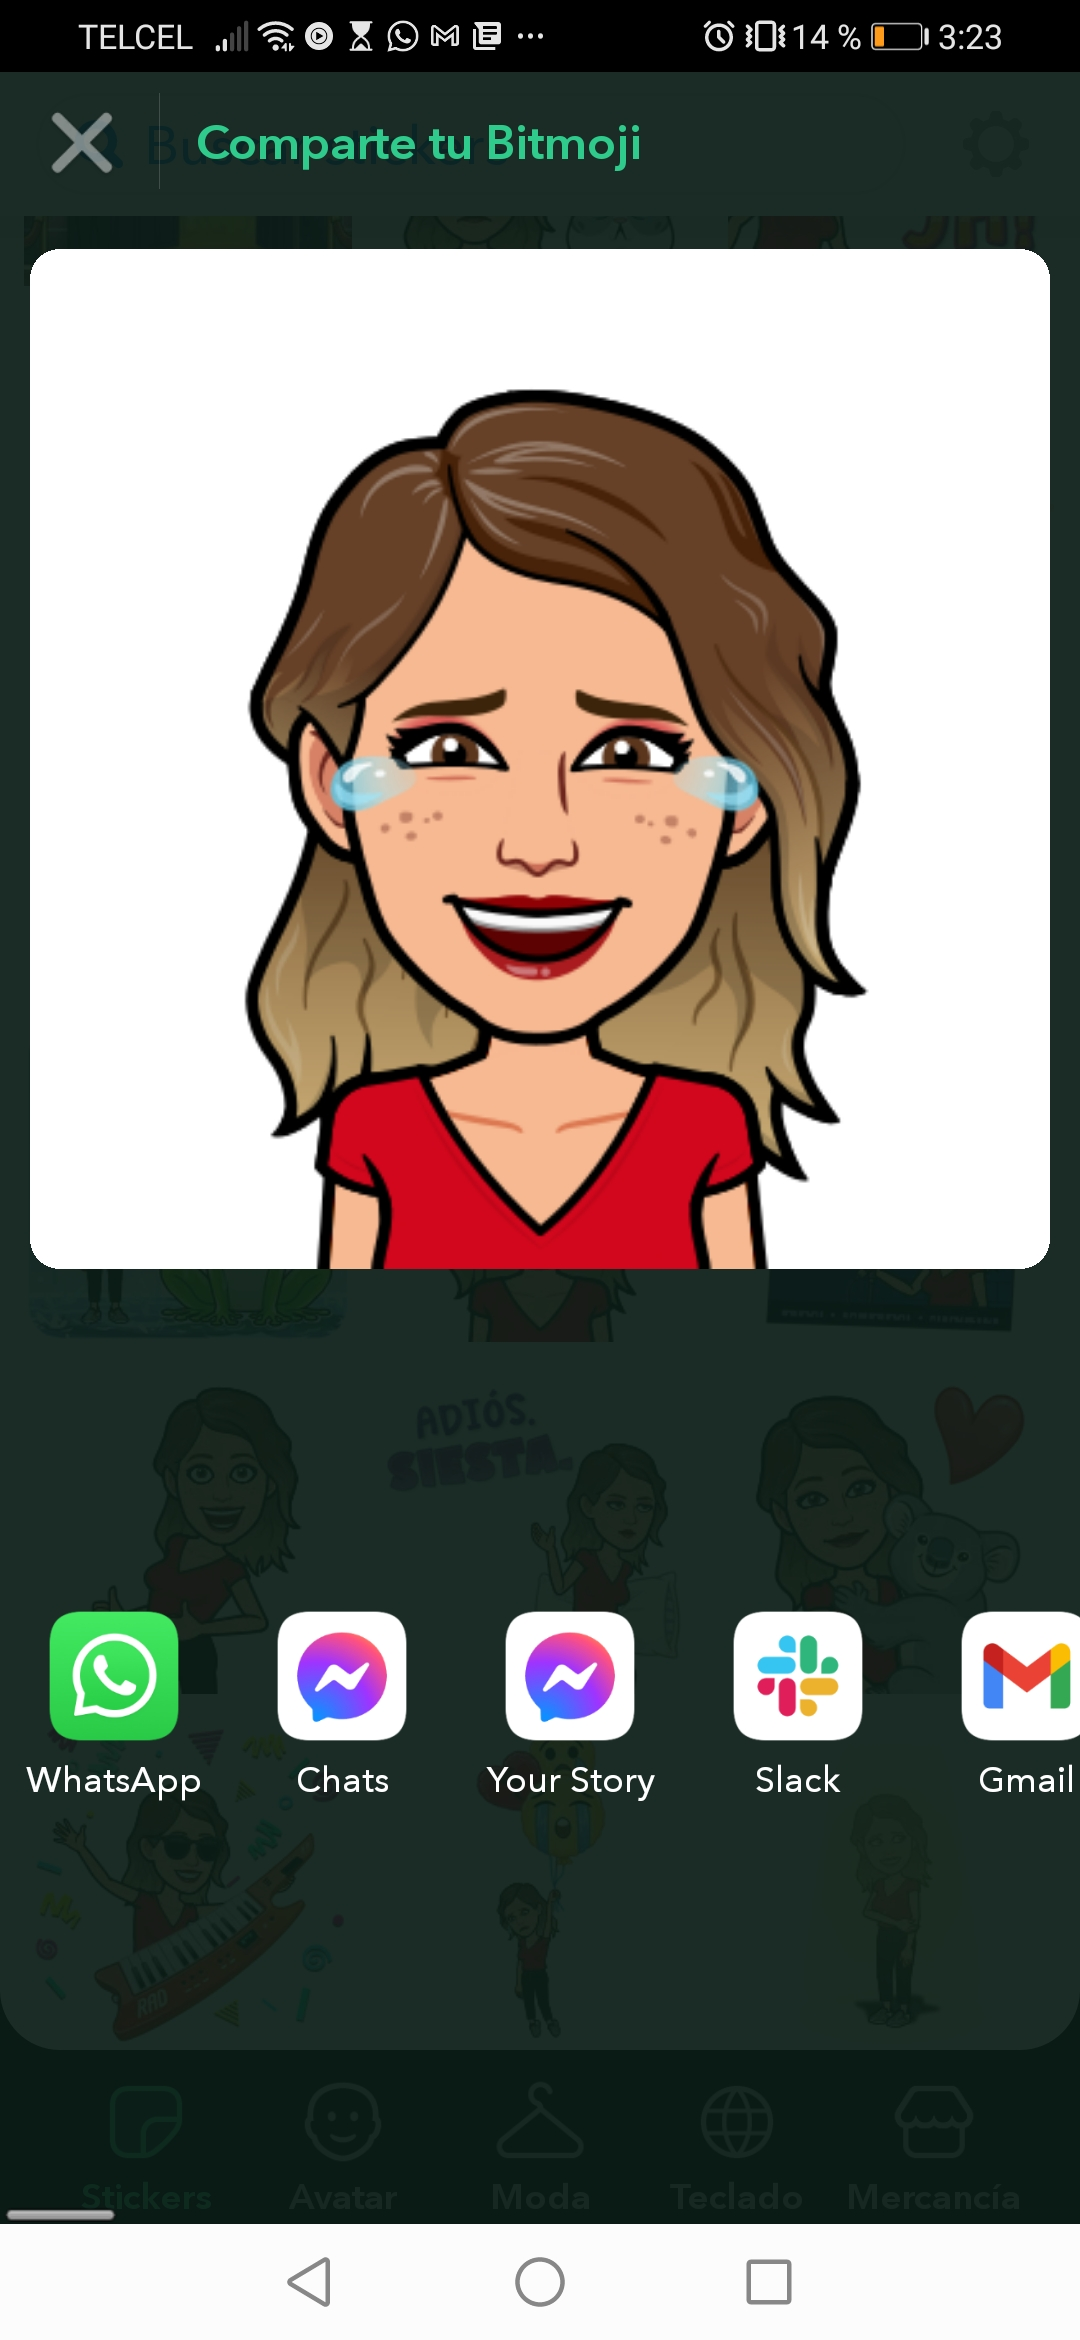 TELCEL 14 % 3:23
Comparte tu Bitmoji
ADIÓS.
SIESTA.
WhatsApp Chats Your Story Slack Gmail
RAD
Stickers Avatar Moda Teclado Mercancía